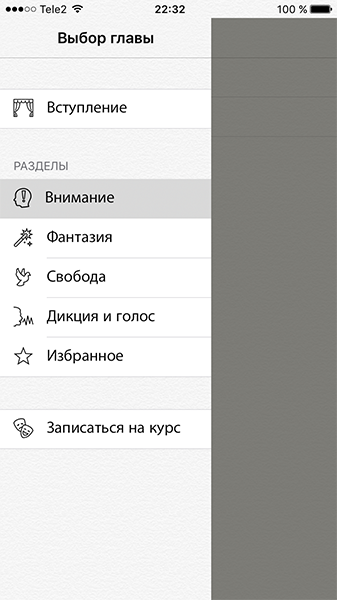 Tele2 22:32 100 %
Выбор главы
Вступление
РАЗДЕЛЫ
Внимание
Фантазия
Свобода
Дикция и голос
Избранное
Записаться на курс